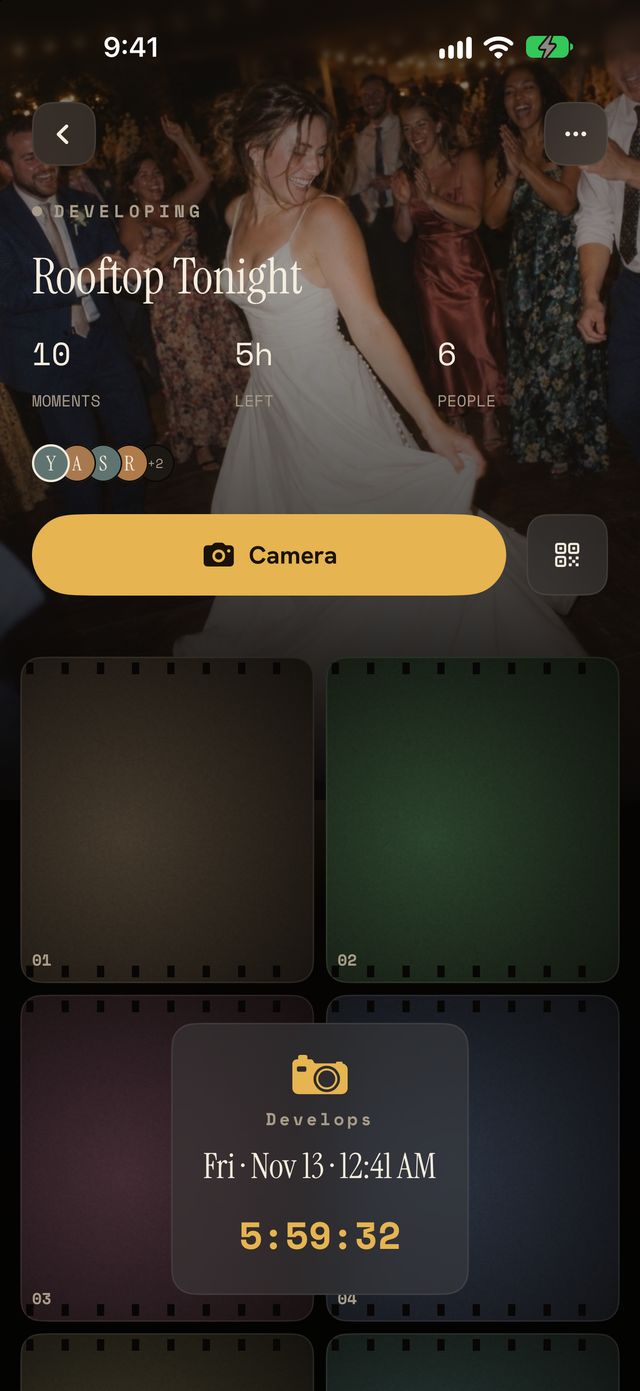 9:41
DEVELOPING
Rooftop Tonight
10
5h
6
MOMENTS
LEFT
PEOPLE
Y A S R +2
Camera
01
02
Develops
Fri · Nov 13 · 12:41 AM
5:59:32
03
04